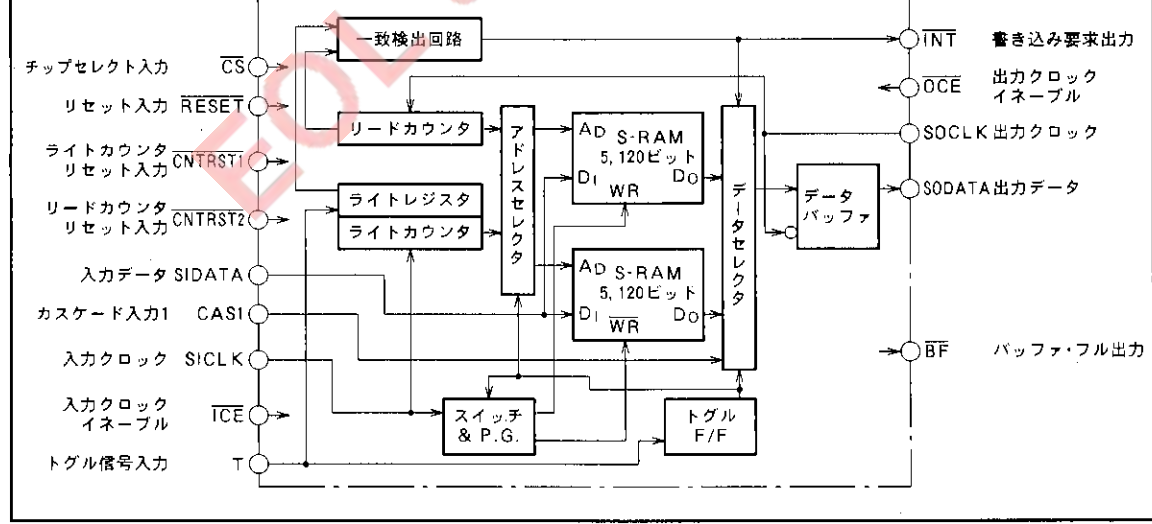 一致検出回路
INT 書き込み要求出力
チップセレクト入力 CS
OCE 出力クロック
イネーブル
リセット入力 RESET
リードカウンタ
SOCLK 出力クロック
ライトカウンタ
リセット入力 CNTRST1
リードカウンタ
リセット入力 CNTRST2
ライトレジスタ
ライトカウンタ
アドレスセレクタ
AD S-RAM
5,120ビット
DI WR DO
データセレクタ
データ
バッファ
SODATA 出力データ
入力データ SIDATA
AD S-RAM
5,120ビット
DI WR DO
カスケード入力1 CAS1
入力クロック SICLK
BF バッファ・フル出力
入力クロック
イネーブル ICE
スイッチ
& P.G.
トグル
F/F
トグル信号入力 T
EOL